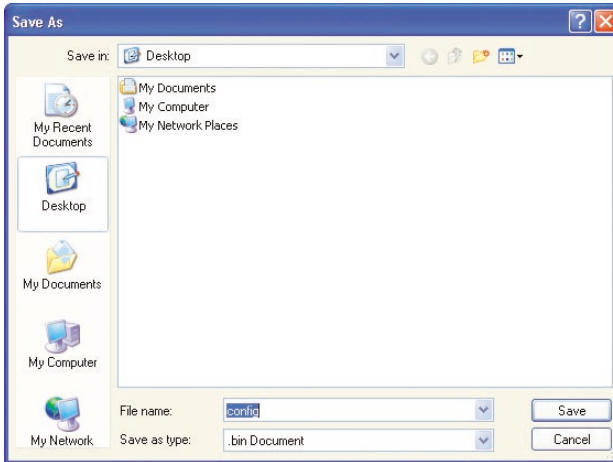 Save As
Save in: Desktop
My Documents
My Computer
My Network Places
My Recent
Documents
Desktop
My Documents
My Computer
My Network
File name: config Save
Save as type: .bin Document Cancel